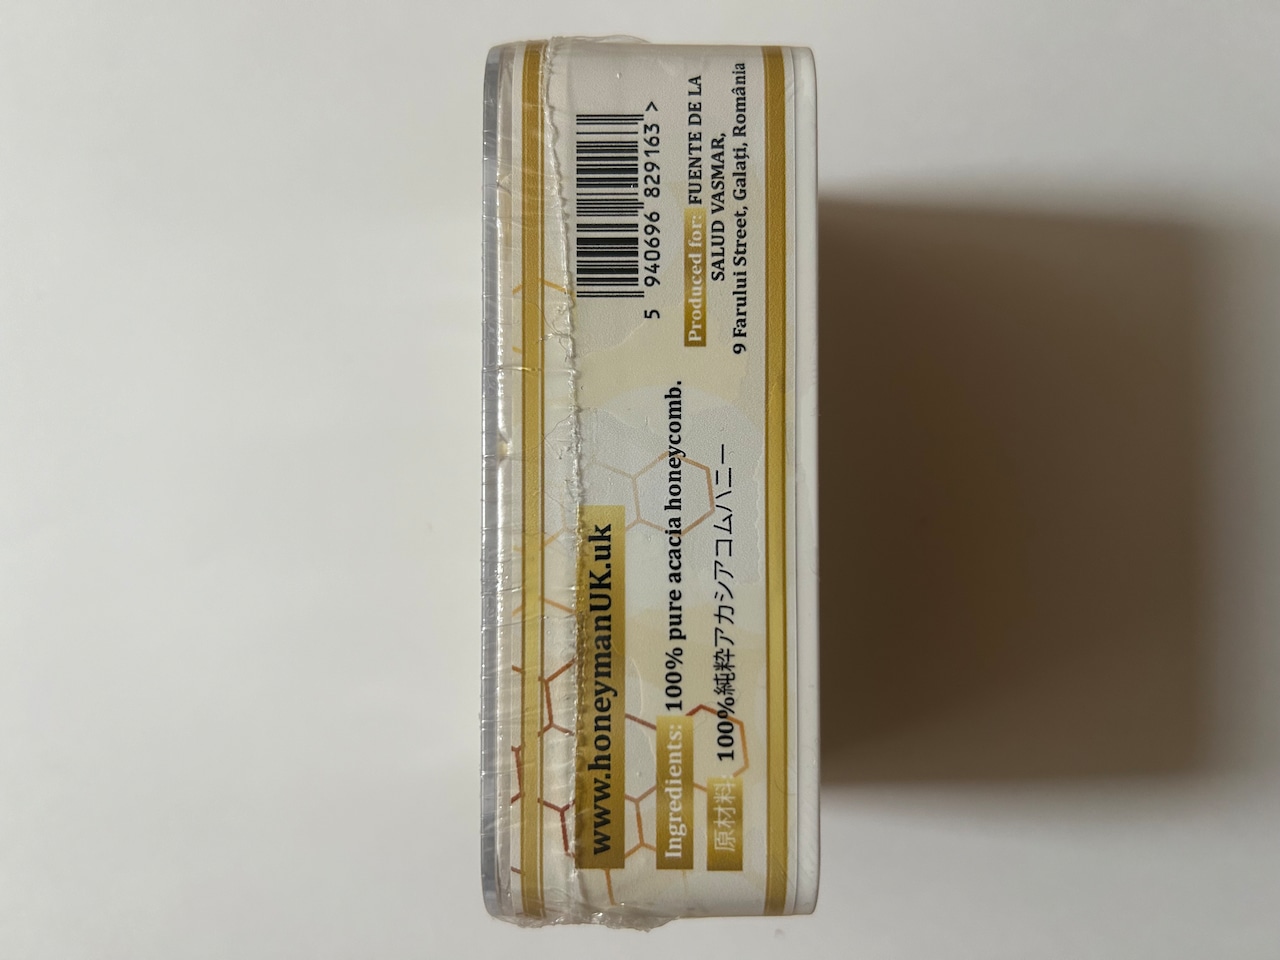 www.honeymanUK.uk
Ingredients: 100% pure acacia honeycomb.
原材料: 100%純粋アカシアコムハニー
5 940696 829163 >
Produced for: FUENTE DE LA
SALUD VASMAR,
9 Farului Street, Galați, România